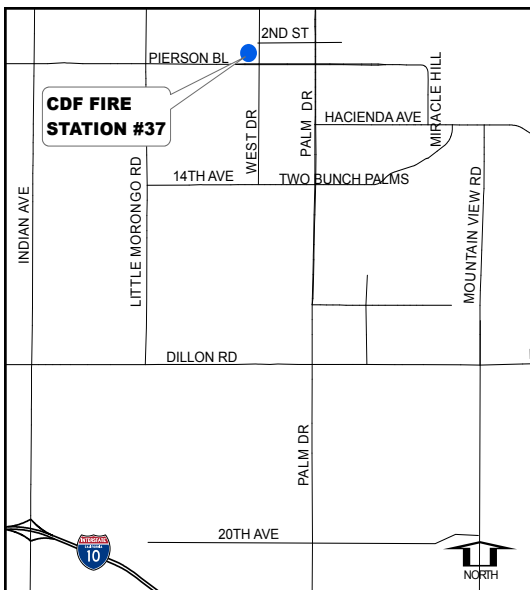 2ND ST
PIERSON BL
CDF FIRE
STATION #37
WEST DR
PALM DR
HACIENDA AVE
MIRACLE HILL
14TH AVE
TWO BUNCH PALMS
INDIAN AVE
LITTLE MORONGO RD
MOUNTAIN VIEW RD
DILLON RD
PALM DR
20TH AVE
INTERSTATE
CALIFORNIA
10
NORTH